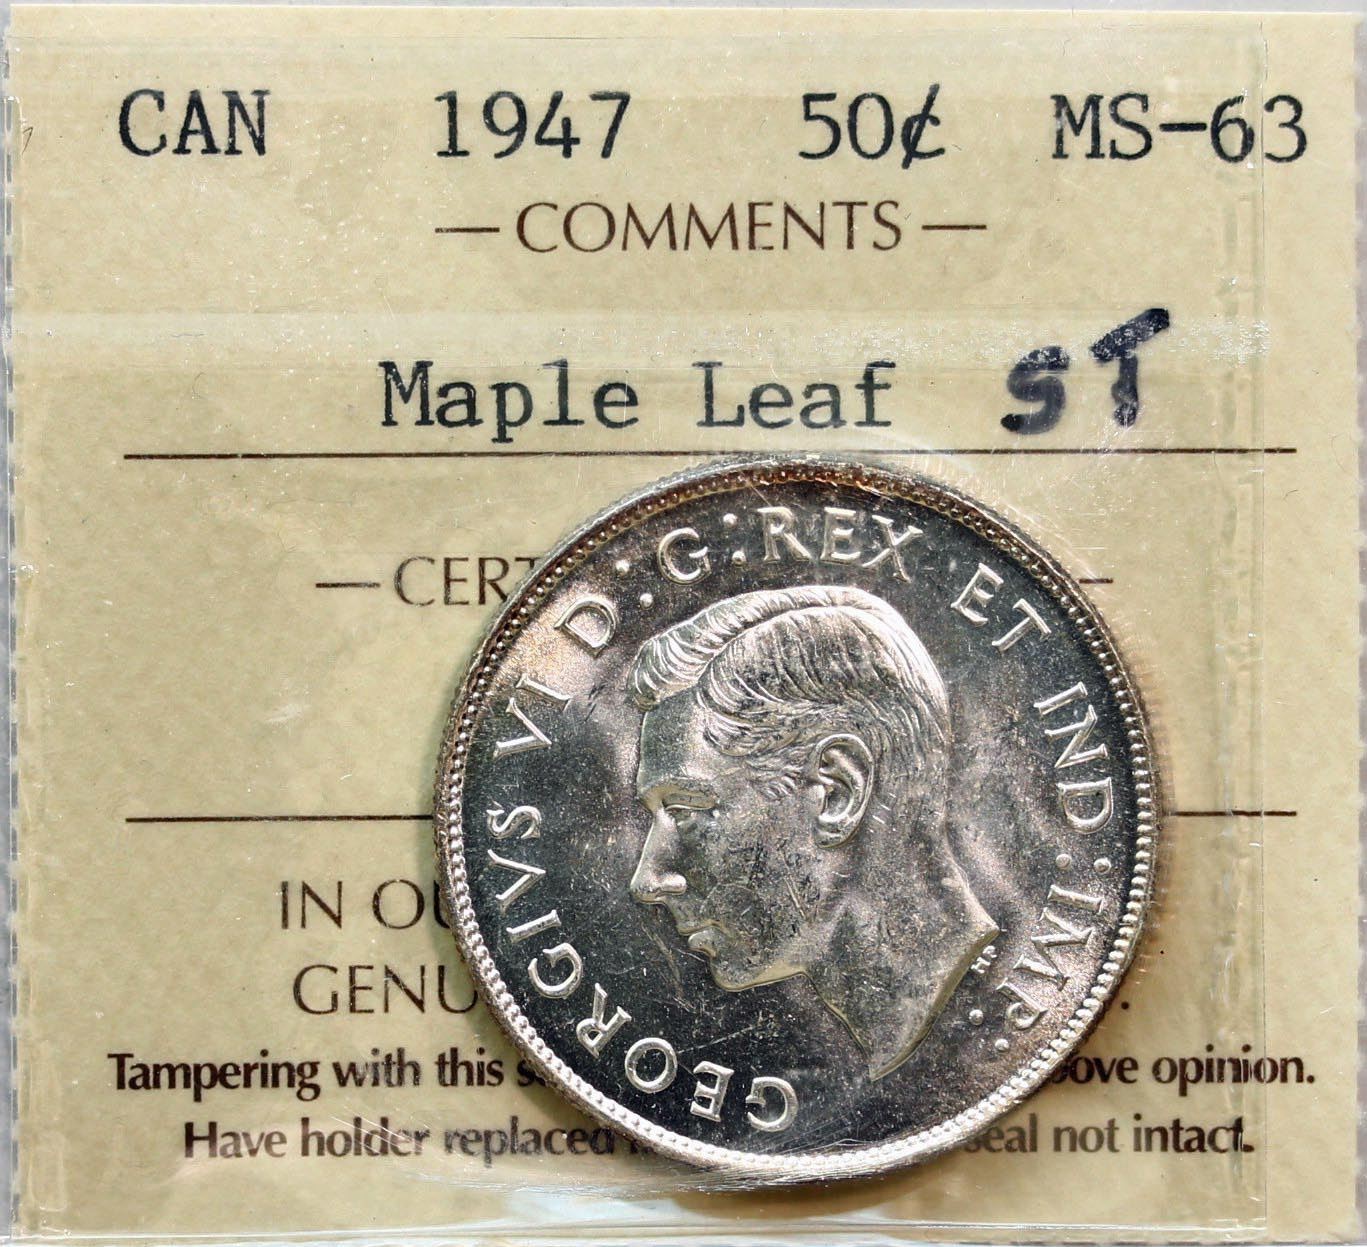 CAN 1947 50¢ MS-63
— COMMENTS —
Maple Leaf ST
— CERT —
IN OU
GENU .
Tampering with this s ove opinion.
Have holder replaced seal not intact.
GEORGIVS VI D: G: REX ET IND: IMP:
HP